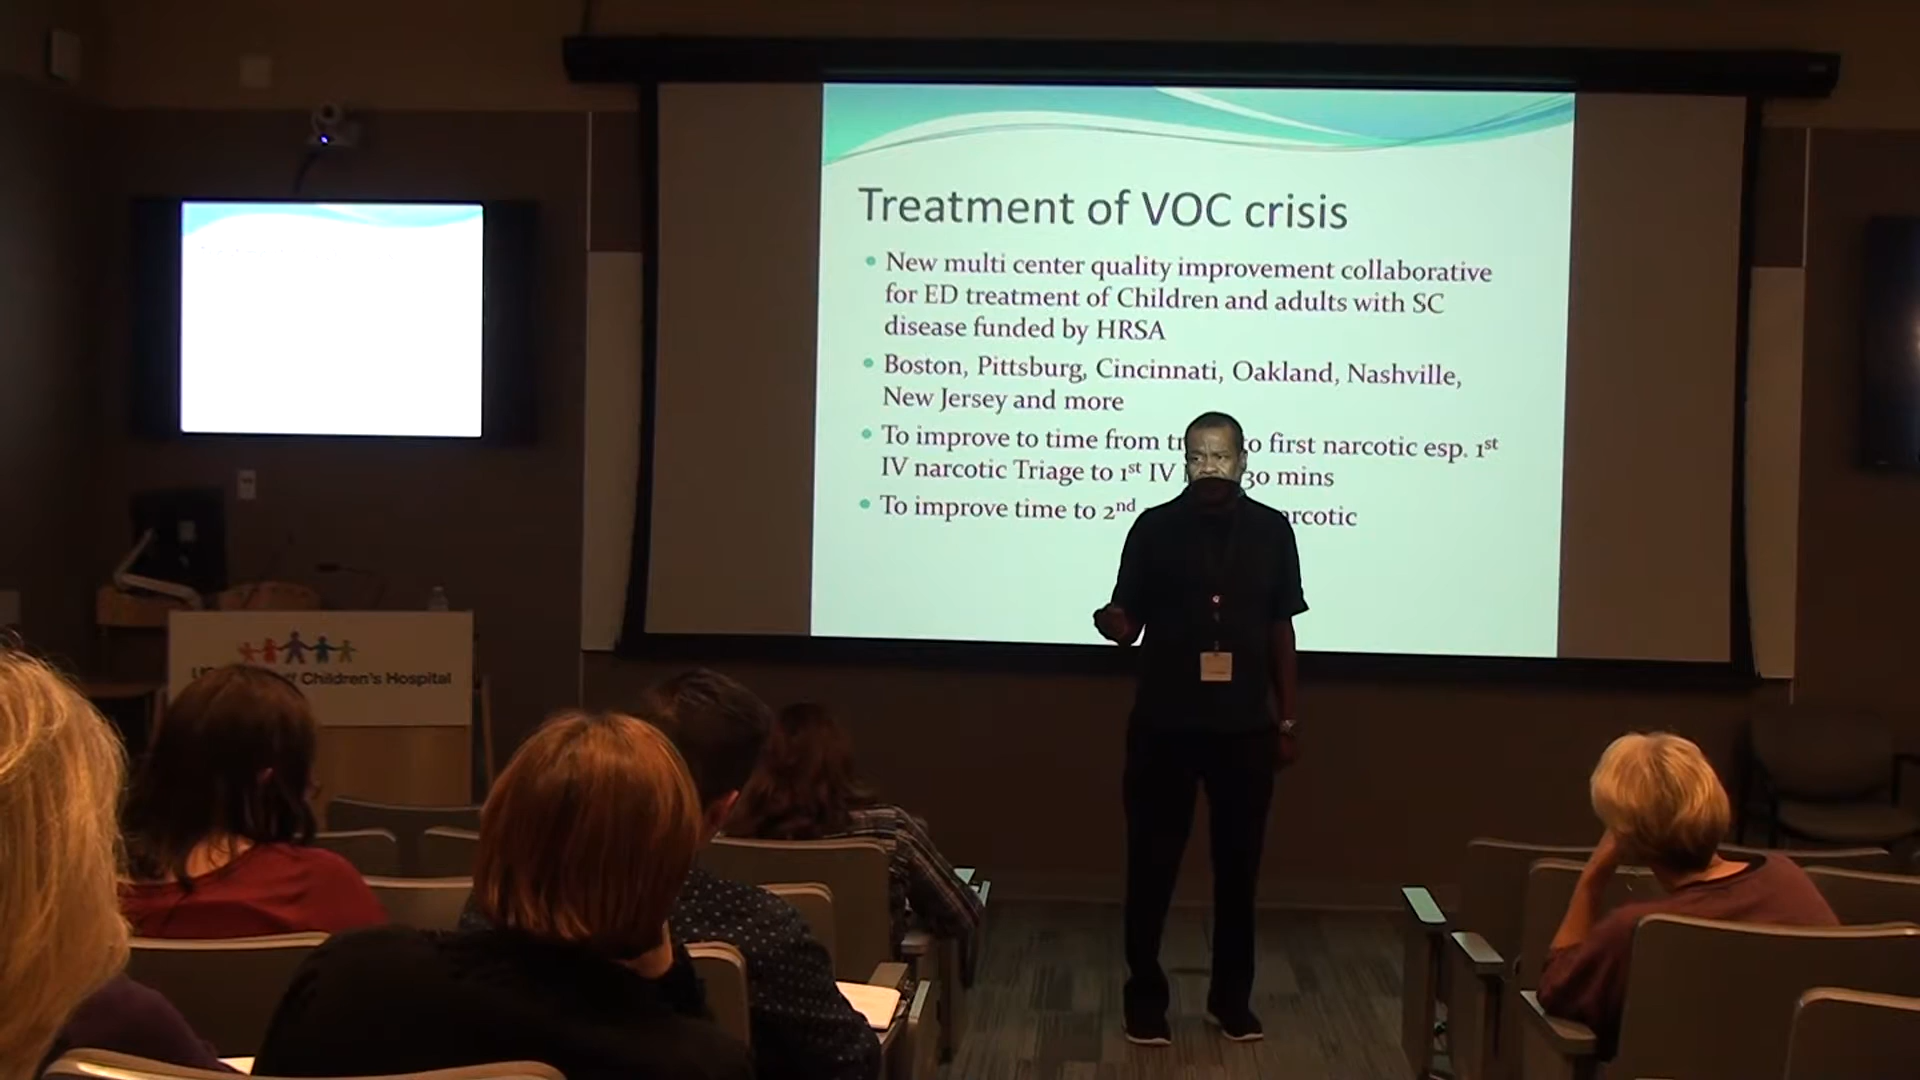 Treatment of VOC crisis
New multi center quality improvement collaborative
for ED treatment of Children and adults with SC
disease funded by HRSA
Boston, Pittsburg, Cincinnati, Oakland, Nashville,
New Jersey and more
To improve to time from to first narcotic esp. 1st
IV narcotic Triage to 1st IV 30 mins
To improve time to 2nd
Children's Hospital